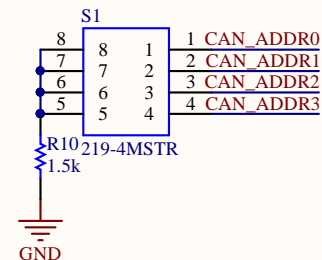 S1
8 8 1 1 CAN_ADDR0
7 7 2 2 CAN_ADDR1
6 6 3 3 CAN_ADDR2
5 5 4 4 CAN_ADDR3
R10 219-4MSTR
1.5k
GND